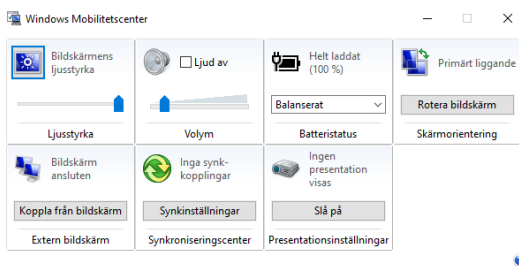 Windows Mobilitetscenter
Bildskärmens
ljusstyrka
Ljusstyrka
Ljud av
Volym
Helt laddat
(100 %)
Balanserat
Batteristatus
Primärt liggande
Rotera bildskärm
Skärmorientering
Bildskärm
ansluten
Koppla från bildskärm
Extern bildskärm
Inga synk-
kopplingar
Synkinställningar
Synkroniseringscenter
Ingen
presentation
visas
Slå på
Presentationsinställningar